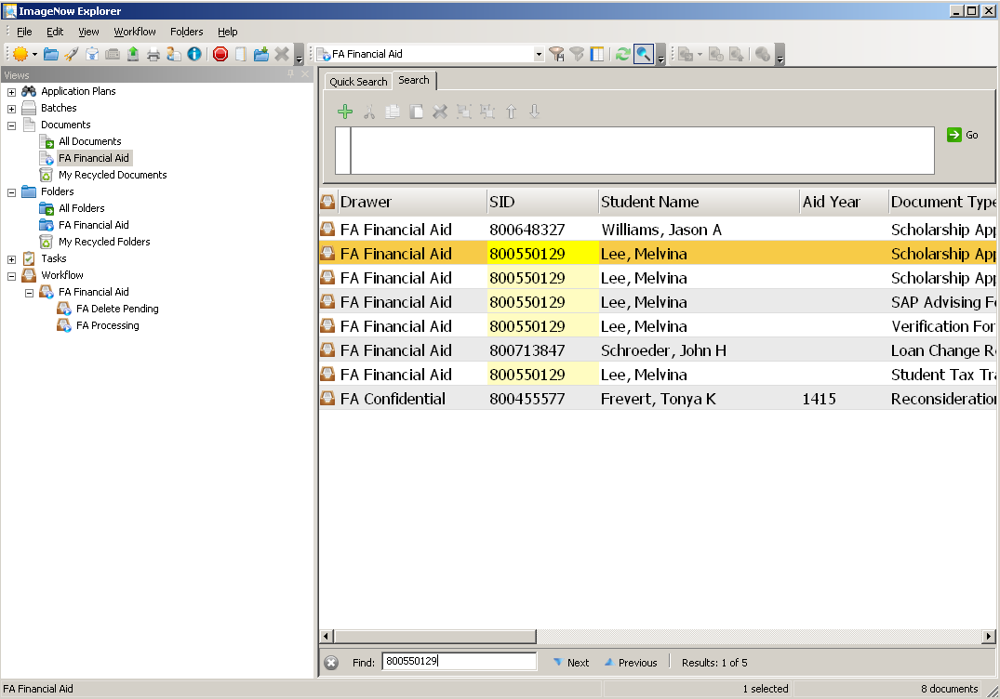 ImageNow Explorer
File Edit View Workflow Folders Help
FA Financial Aid
Views
Application Plans
Batches
Documents
All Documents
FA Financial Aid
My Recycled Documents
Folders
All Folders
FA Financial Aid
My Recycled Folders
Tasks
Workflow
FA Financial Aid
FA Delete Pending
FA Processing
Quick Search Search
Go
Drawer SID Student Name Aid Year Document Type
FA Financial Aid 800648327 Williams, Jason A Scholarship App
FA Financial Aid 800550129 Lee, Melvina Scholarship App
FA Financial Aid 800550129 Lee, Melvina Scholarship App
FA Financial Aid 800550129 Lee, Melvina SAP Advising Fo
FA Financial Aid 800550129 Lee, Melvina Verification For
FA Financial Aid 800713847 Schroeder, John H Loan Change Re
FA Financial Aid 800550129 Lee, Melvina Student Tax Tra
FA Confidential 800455577 Frevert, Tonya K 1415 Reconsideration
Find: 800550129 Next Previous Results: 1 of 5
FA Financial Aid 1 selected 8 documents